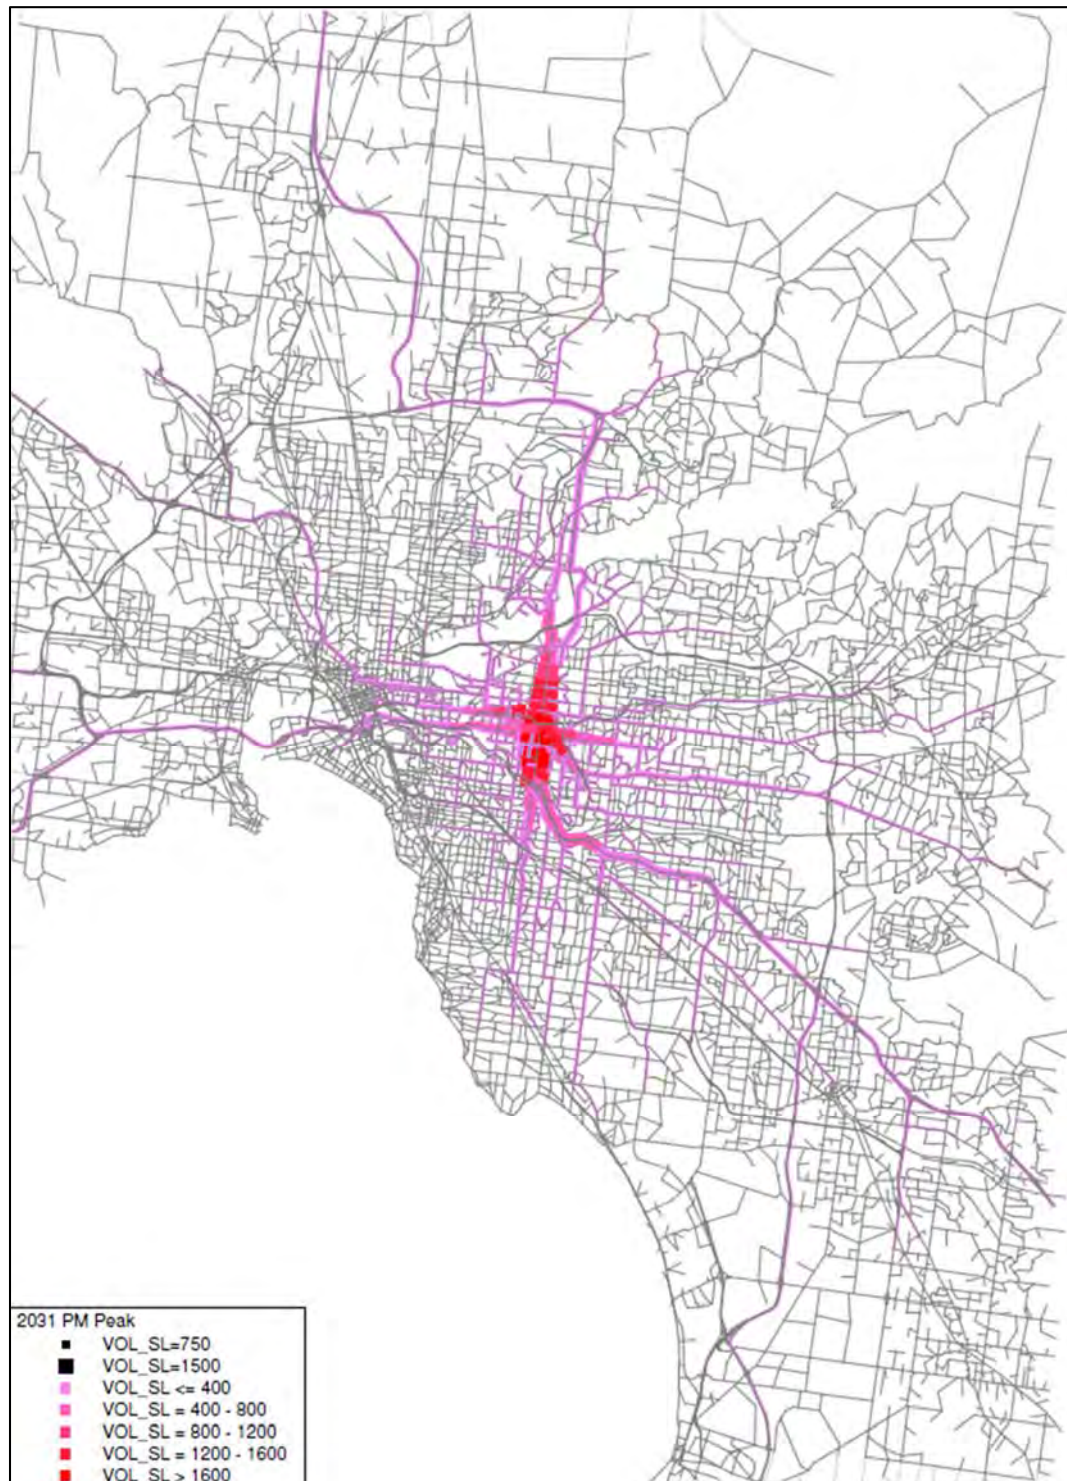 2031 PM Peak
VOL_SL=750
VOL_SL=1500
VOL_SL <= 400
VOL_SL = 400 - 800
VOL_SL = 800 - 1200
VOL_SL = 1200 - 1600
VOL_SL > 1600